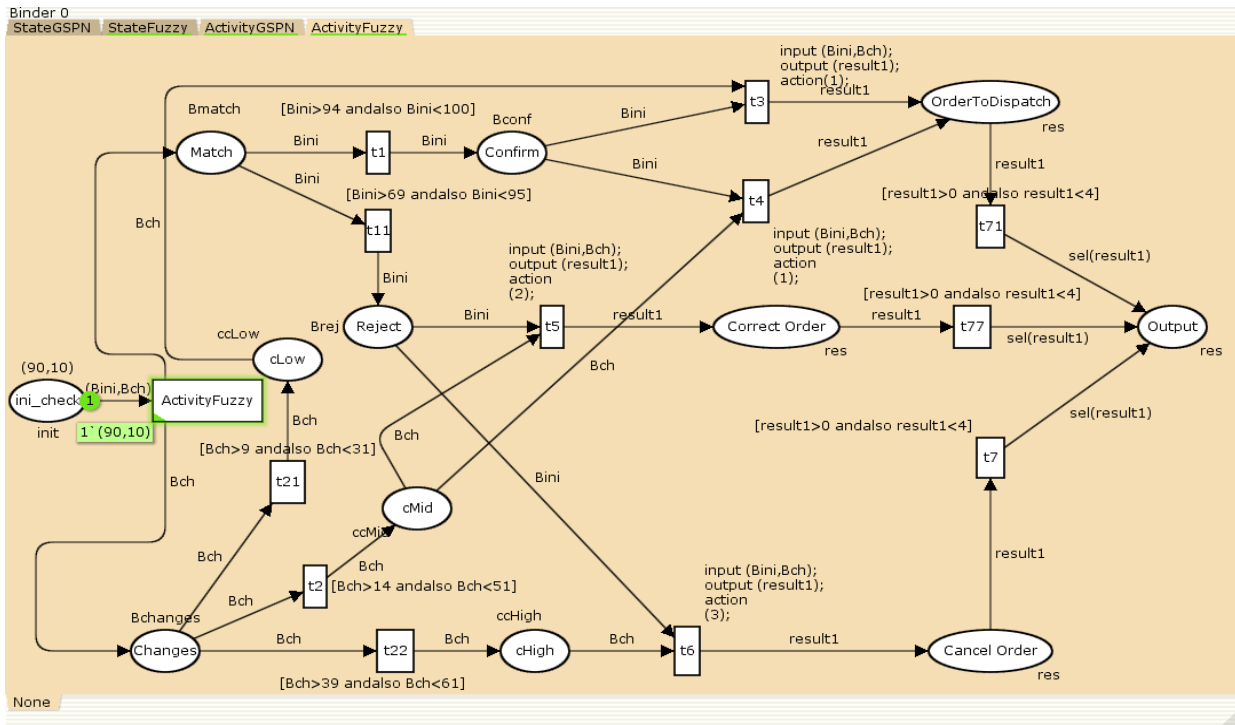 Binder 0
StateGSPN StateFuzzy ActivityGSPN ActivityFuzzy
input (Bini,Bch);
output (result1);
action(1);
t3
result1
OrderToDispatch
res
Bmatch
[Bini>94 andalso Bini<100]
Bconf
Bini
Match
Bini
t1
Bini
Confirm
result1
result1
Bini
[Bini>69 andalso Bini<95]
Bini
t4
[result1>0 andalso result1<4]
t71
Bch
t11
input (Bini,Bch);
output (result1);
action
(1);
input (Bini,Bch);
output (result1);
action
(2);
sel(result1)
Bini
[result1>0 andalso result1<4]
Brej
Reject
Bini
t5
result1
Correct Order
res
result1
t77
sel(result1)
Output
res
ccLow
cLow
Bch
(90,10)
ini_check
1
(Bini,Bch)
ActivityFuzzy
init
1`(90,10)
Bch
Bch
sel(result1)
[result1>0 andalso result1<4]
[Bch>9 andalso Bch<31]
t7
Bch
t21
Bini
cMid
ccMid
Bch
Bch
result1
t2
[Bch>14 andalso Bch<51]
Bch
input (Bini,Bch);
output (result1);
action
(3);
Bchanges
ccHigh
Changes
Bch
t22
Bch
cHigh
Bch
t6
result1
Cancel Order
res
[Bch>39 andalso Bch<61]
None